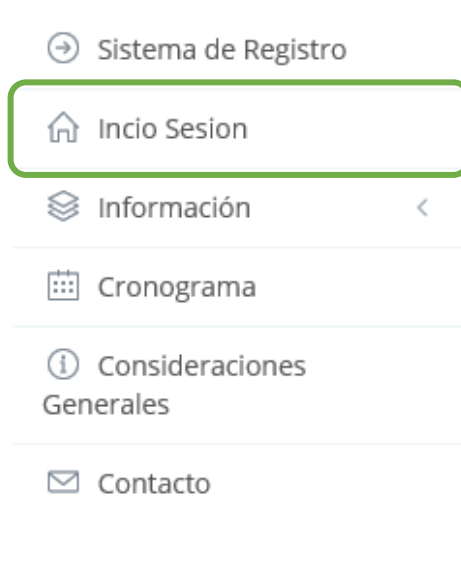 Sistema de Registro
Incio Sesion
Información
Cronograma
Consideraciones
Generales
Contacto